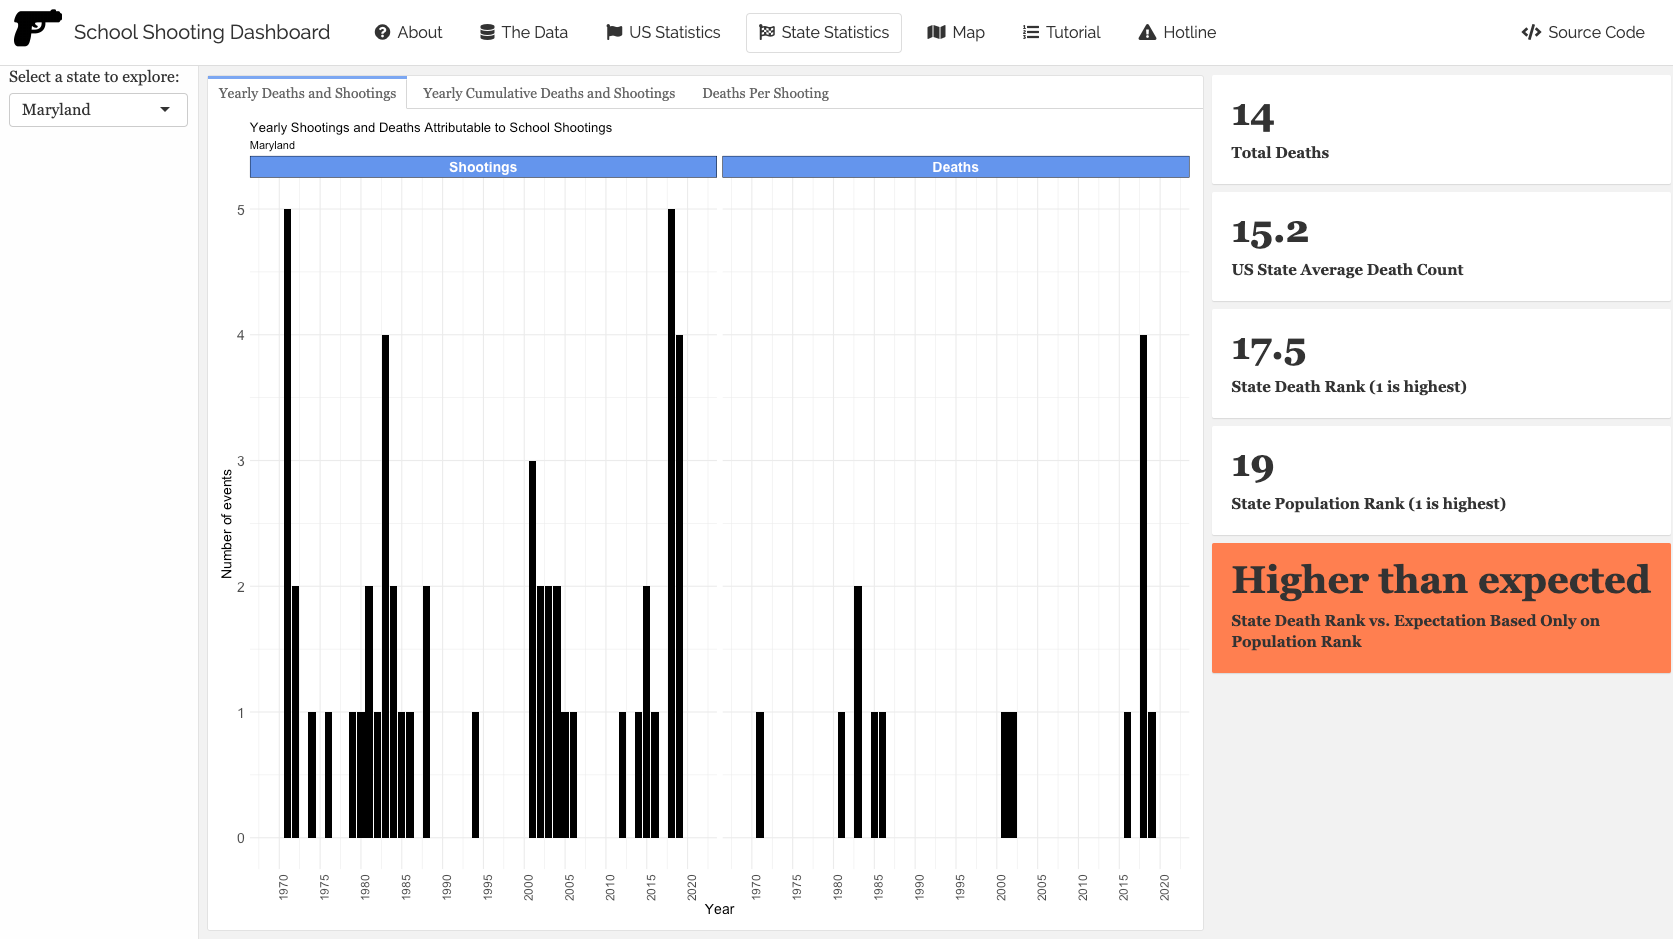 School Shooting Dashboard
About
The Data
US Statistics
State Statistics
Map
Tutorial
Hotline
Source Code
Select a state to explore:
Maryland
Yearly Deaths and Shootings
Yearly Cumulative Deaths and Shootings
Deaths Per Shooting
Yearly Shootings and Deaths Attributable to School Shootings
Maryland
Shootings
Deaths
5
4
3
2
1
0
Number of events
1970
1975
1980
1985
1990
1995
2000
2005
2010
2015
2020
1970
1975
1980
1985
1990
1995
2000
2005
2010
2015
2020
Year
14
Total Deaths
15.2
US State Average Death Count
17.5
State Death Rank (1 is highest)
19
State Population Rank (1 is highest)
Higher than expected
State Death Rank vs. Expectation Based Only on
Population Rank